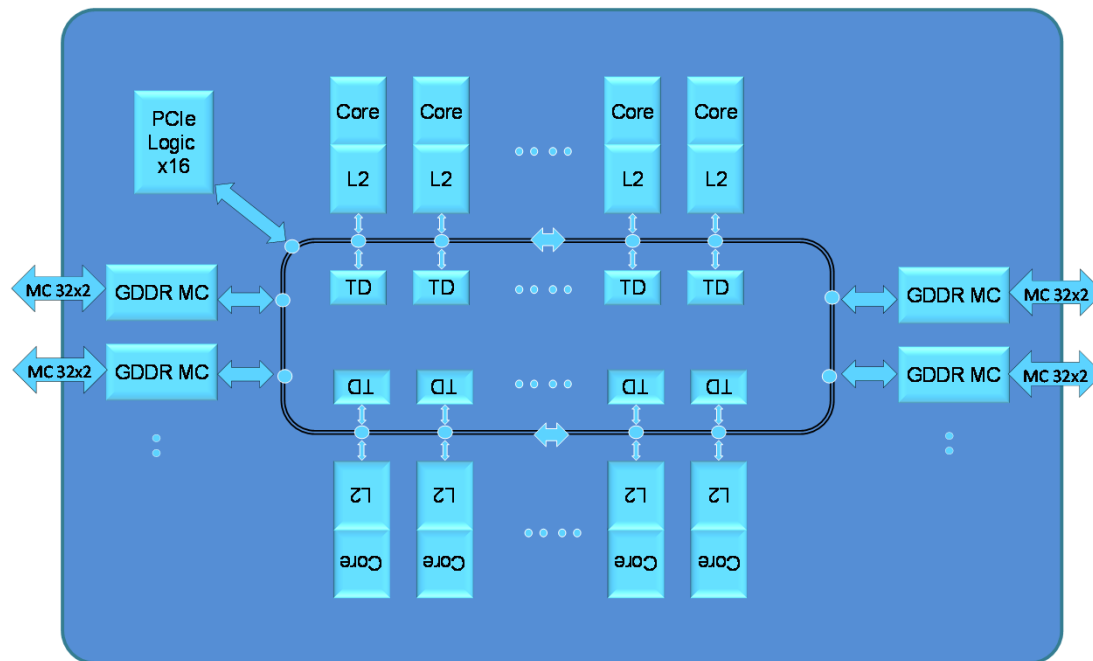 PCIe
Logic
x16
Core
Core
Core
Core
L2
L2
L2
L2
TD
TD
TD
TD
MC 32x2
GDDR MC
GDDR MC
MC 32x2
MC 32x2
GDDR MC
GDDR MC
MC 32x2
TD
TD
TD
TD
L2
L2
L2
L2
Core
Core
Core
Core